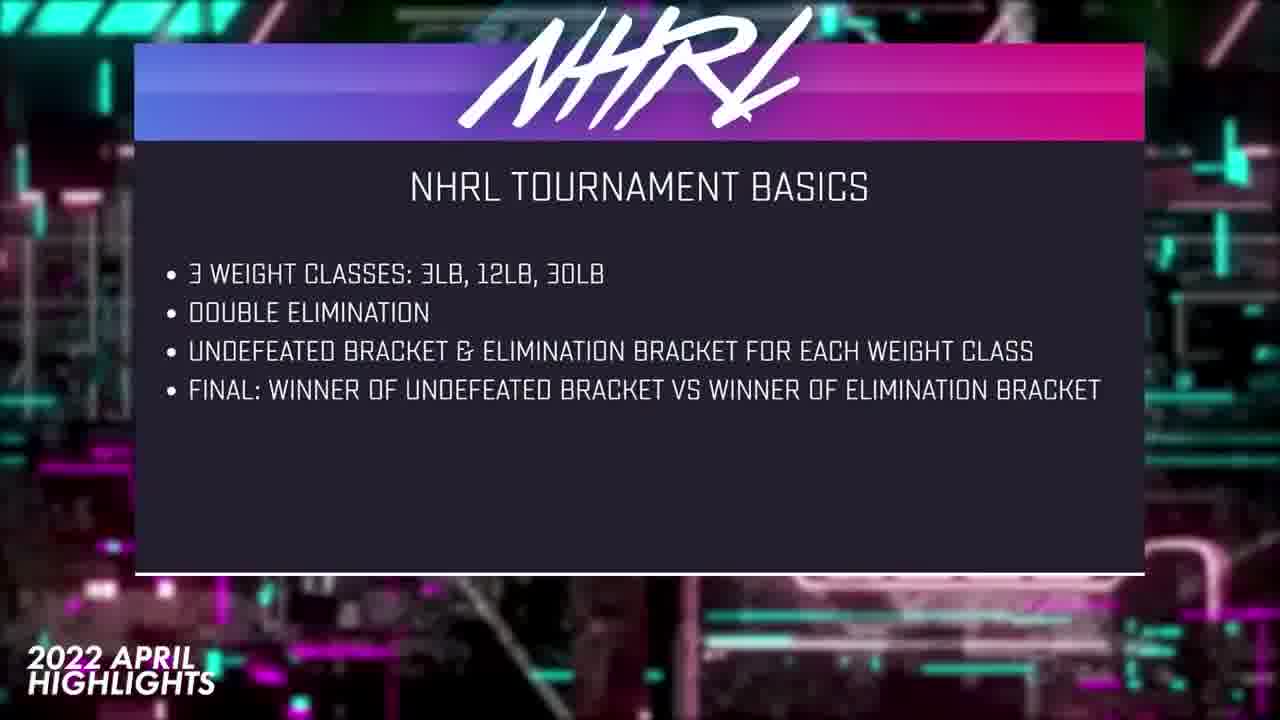 NHRL
NHRL TOURNAMENT BASICS
• 3 WEIGHT CLASSES: 3LB, 12LB, 30LB
• DOUBLE ELIMINATION
• UNDEFEATED BRACKET & ELIMINATION BRACKET FOR EACH WEIGHT CLASS
• FINAL: WINNER OF UNDEFEATED BRACKET VS WINNER OF ELIMINATION BRACKET
2022 APRIL
HIGHLIGHTS